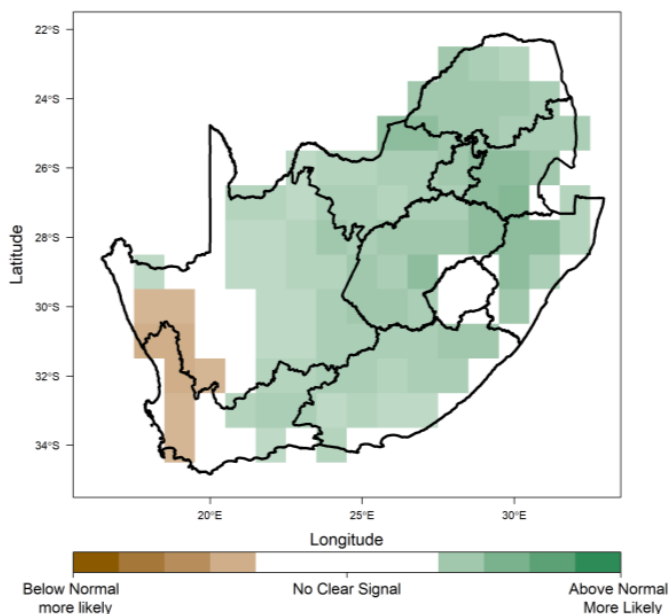 22°S
24°S
26°S
28°S
30°S
32°S
34°S
Latitude
20°E
25°E
30°E
Longitude
Below Normal
more likely
No Clear Signal
Above Normal
More Likely